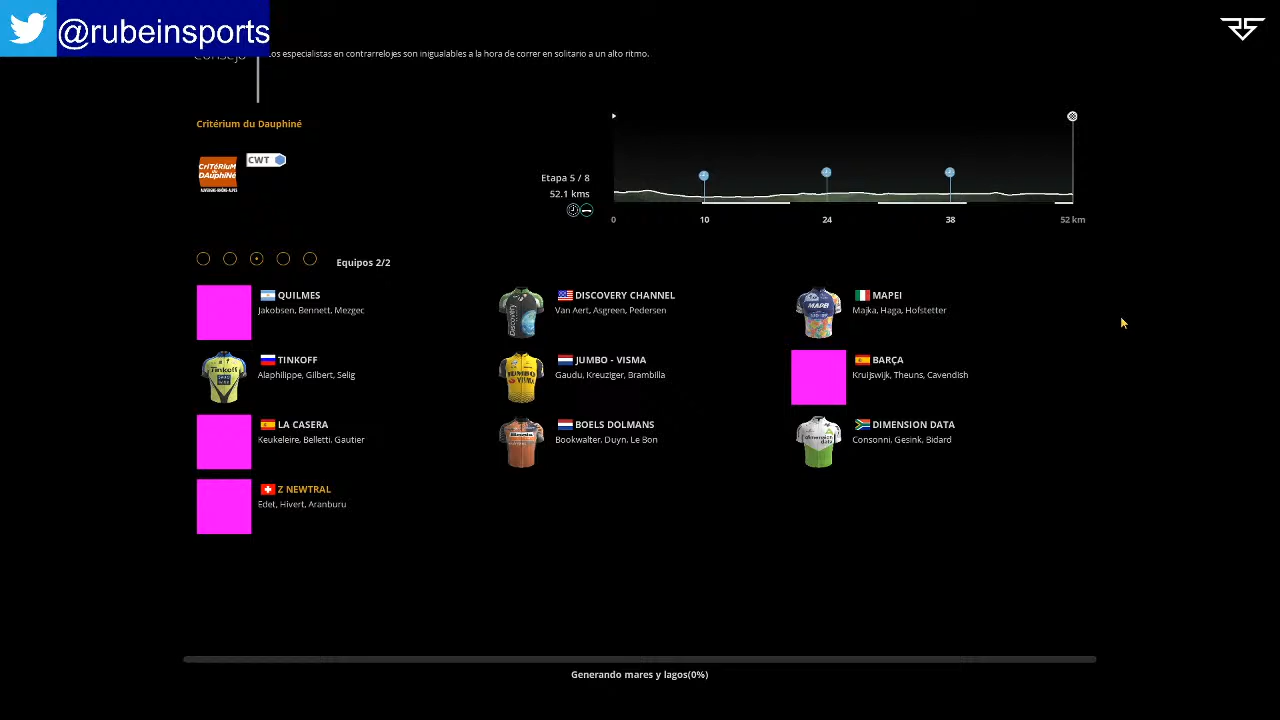 @rubeinsports
Consejo
Los especialistas en contrarrelojes son inigualables a la hora de correr en solitario a un alto ritmo.
Critérium du Dauphiné
CRITÉRIUM DU DAUPHINÉ
CWT
Etapa 5 / 8
52.1 kms
0
10
24
38
52 km
Equipos 2/2
QUILMES
Jakobsen, Bennett, Mezgec
DISCOVERY CHANNEL
Van Aert, Asgreen, Pedersen
MAPEI
Majka, Haga, Hofstetter
TINKOFF
Alaphilippe, Gilbert, Selig
JUMBO - VISMA
Gaudu, Kreuziger, Brambilla
BARÇA
Kruijswijk, Theuns, Cavendish
LA CASERA
Keukeleire, Belletti, Gautier
BOELS DOLMANS
Bookwalter, Duyn, Le Bon
DIMENSION DATA
Consonni, Gesink, Bidard
Z NEWTRAL
Edet, Hivert, Aranburu
Generando mares y lagos(0%)